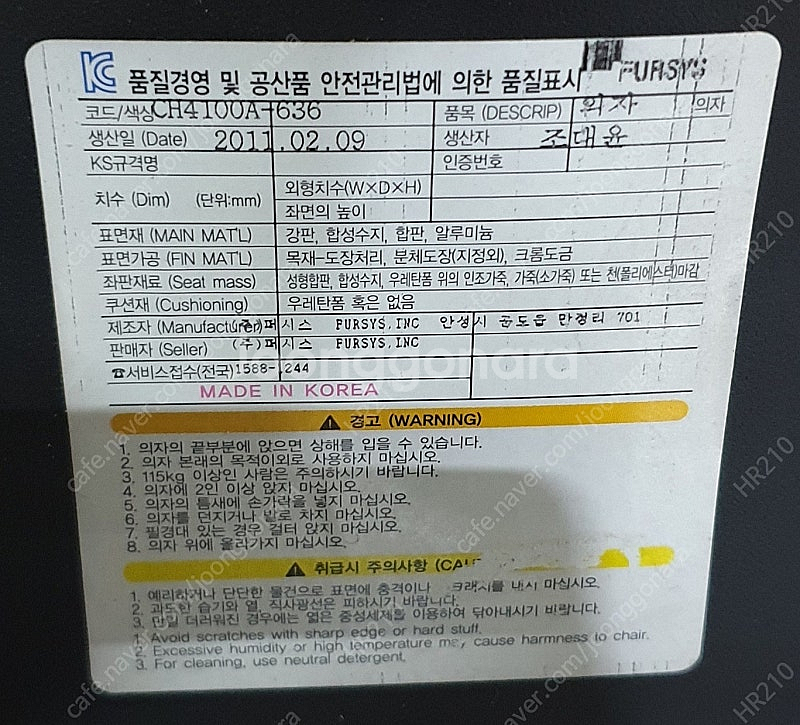 KC 품질경영 및 공산품 안전관리법에 의한 품질표시 FURSYS
코드/색상 CH4100A-636 품목 (DESCRIP) 의자 의자
생산일 (Date) 2011.02.09 생산자 조대윤
KS규격명 인증번호
치수 (Dim) (단위:mm) 외형치수(W×D×H)
좌면의 높이
표면재 (MAIN MAT'L) 강판, 합성수지, 합판, 알루미늄
표면가공 (FIN MAT'L) 목재-도장처리, 분체도장(지정외), 크롬도금
좌판재료 (Seat mass) 성형합판, 합성수지, 우레탄폼 위의 인조가죽, 가죽(소가죽) 또는 천(폴리에스터)마감
쿠션재 (Cushioning) 우레탄폼 혹은 없음
제조자 (Manufacturer) (주)퍼시스 FURSYS,INC 안성시 공도읍 만정리 701
판매자 (Seller) (주)퍼시스 FURSYS,INC
☎서비스접수(전국) 1588-1244
MADE IN KOREA
joonggonara
⚠ 경고 (WARNING)
1. 의자의 끝부분에 앉으면 상해를 입을 수 있습니다.
2. 의자 본래의 목적이외로 사용하지 마십시오.
3. 115kg 이상인 사람은 주의하시기 바랍니다.
4. 의자에 2인 이상 앉지 마십시오.
5. 의자의 틈새에 손가락을 넣지 마십시오.
6. 의자를 던지거나 발로 차지 마십시오.
7. 팔걸대 있는 경우 걸터 앉지 마십시오.
8. 의자 위에 올라가지 마십시오.
⚠ 취급시 주의사항
1. 예리하거나 단단한 물건으로 표면에 충격이나 크래치를 내지 마십시오.
2. 과도한 습기와 열, 직사광선은 피하시기 바랍니다.
3. 만일 더러워진 경우에는 엷은 중성세제를 이용하여 닦아내시기 바랍니다.
1. Avoid scratches with sharp edge or hard stuff.
2. Excessive humidity or high temperature may cause harmness to chair.
3. For cleaning, use neutral detergent.
cafe.naver.com/joonggonara
HR210